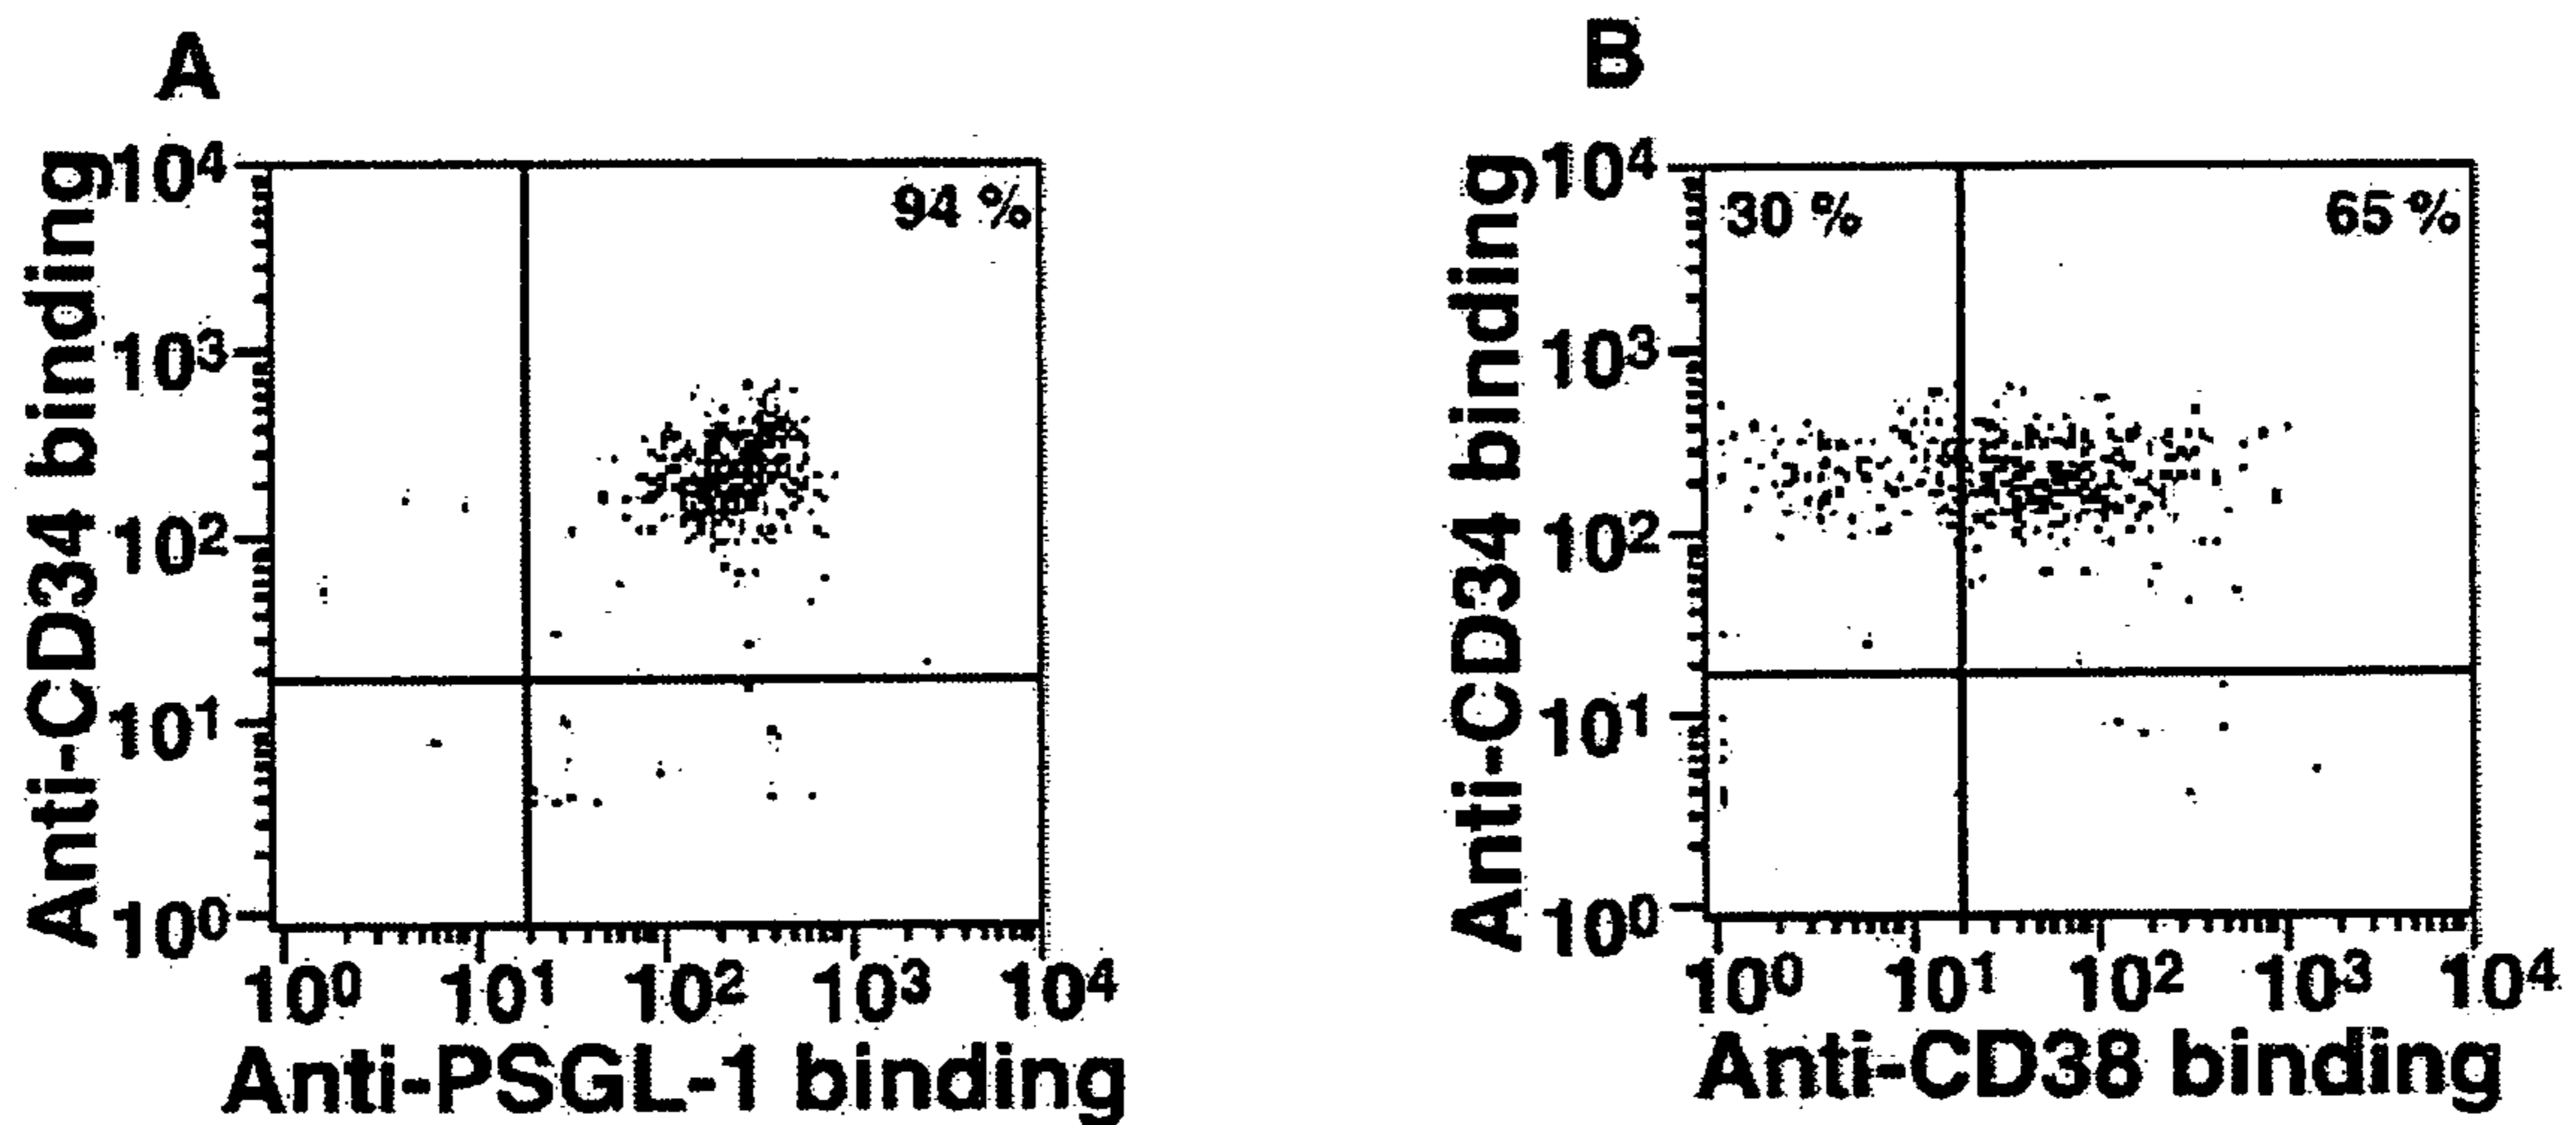 A
B
Anti-CD34 binding
10⁴
10³
10²
10¹
10⁰
94 %
10⁰ 10¹ 10² 10³ 10⁴
Anti-PSGL-1 binding
Anti-CD34 binding
10⁴
10³
10²
10¹
10⁰
30 %
65 %
10⁰ 10¹ 10² 10³ 10⁴
Anti-CD38 binding